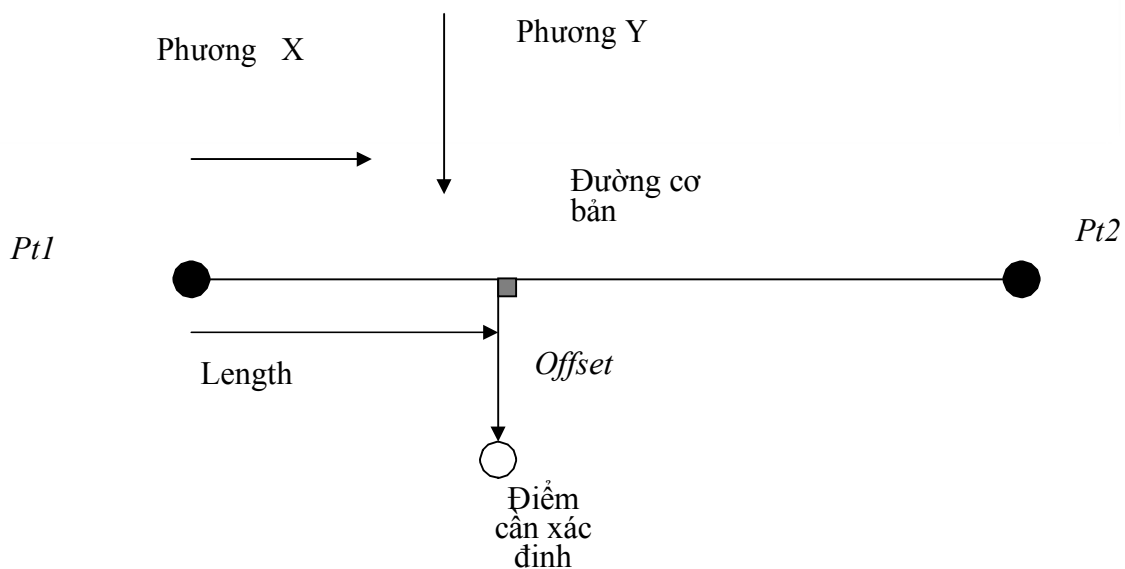 Phương X
Phương Y
Đường cơ
bản
Pt1
Pt2
Length
Offset
Điểm
cần xác
đinh